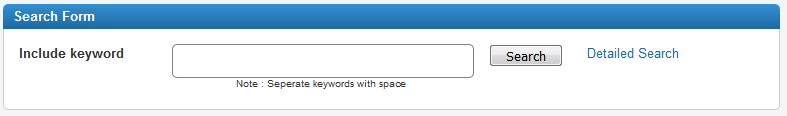 Search Form
Include keyword Search Detailed Search
Note : Seperate keywords with space